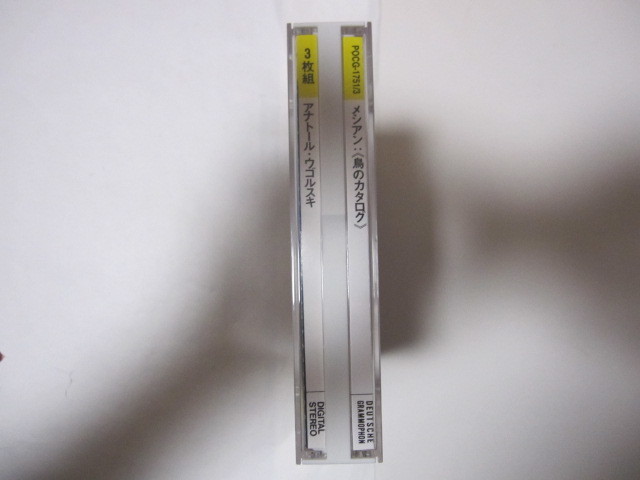 POCG-1751/3
メシアン:《鳥のカタログ》
DEUTSCHE
GRAMMOPHON
3枚組
アナトール・ウゴルスキ
DIGITAL
STEREO